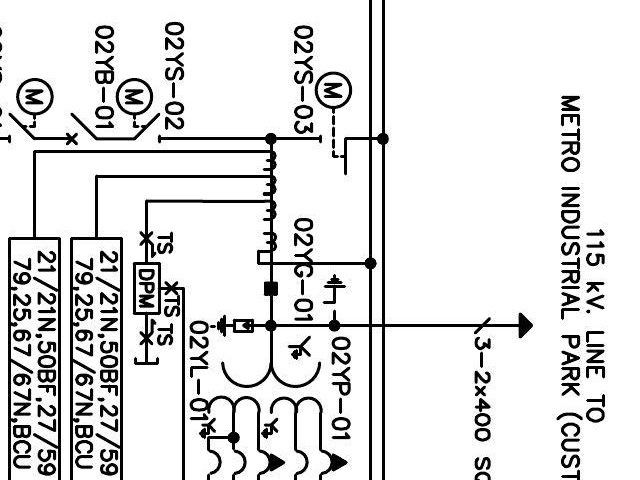 115 kV. LINE TO
METRO INDUSTRIAL PARK (CUST
3-2x400 SQ
02YS-03
M
02YS-02
M
02YB-01
M
02YG-01
02YP-01
02YL-01
TS
TS
TS
DPM
21/21N,50BF,27/59
79,25,67/67N,BCU
21/21N,50BF,27/59
79,25,67/67N,BCU